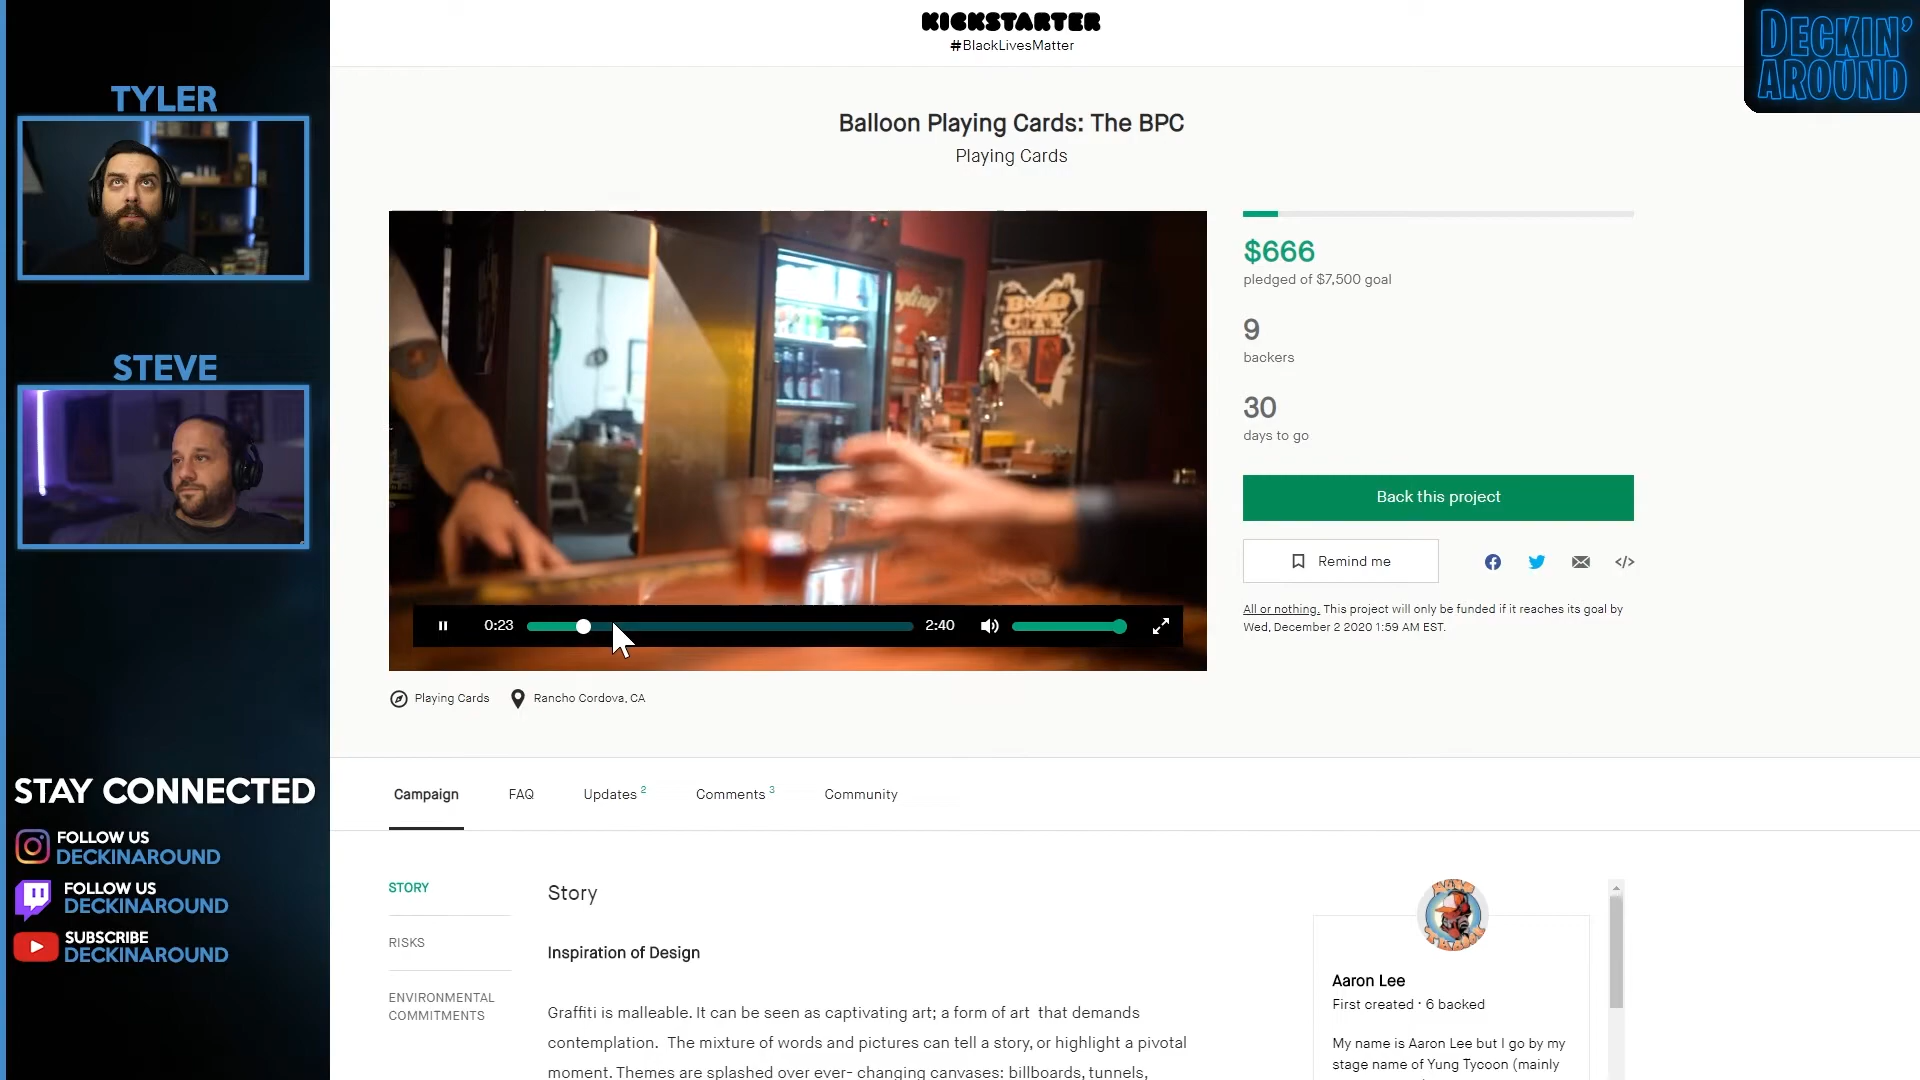 KICKSTARTER
#BlackLivesMatter
DECKIN'
AROUND
TYLER
STEVE
Balloon Playing Cards: The BPC
Playing Cards
BOLD
CITY
0:23
2:40
$666
pledged of $7,500 goal
9
backers
30
days to go
Back this project
Remind me
All or nothing. This project will only be funded if it reaches its goal by
Wed, December 2 2020 1:59 AM EST.
Playing Cards
Rancho Cordova, CA
STAY CONNECTED
FOLLOW US
DECKINAROUND
FOLLOW US
DECKINAROUND
SUBSCRIBE
DECKINAROUND
Campaign
FAQ
Updates 2
Comments 3
Community
STORY
RISKS
ENVIRONMENTAL
COMMITMENTS
Story
Inspiration of Design
Graffiti is malleable. It can be seen as captivating art; a form of art that demands
contemplation. The mixture of words and pictures can tell a story, or highlight a pivotal
moment. Themes are splashed over ever- changing canvases: billboards, tunnels,
Aaron Lee
First created · 6 backed
My name is Aaron Lee but I go by my
stage name of Yung Tycoon (mainly